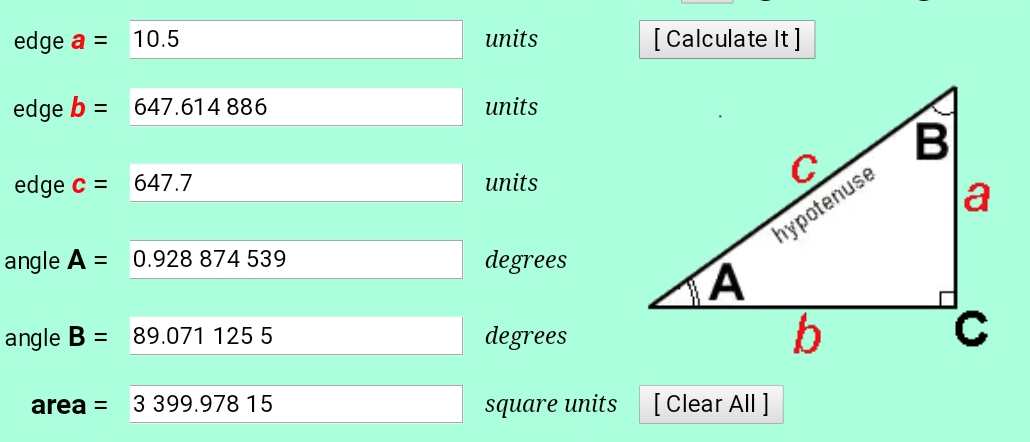 edge a = 10.5 units [ Calculate It ]
edge b = 647.614 886 units
edge c = 647.7 units
angle A = 0.928 874 539 degrees
angle B = 89.071 125 5 degrees
area = 3 399.978 15 square units [ Clear All ]
B
c
a
hypotenuse
A
b
C